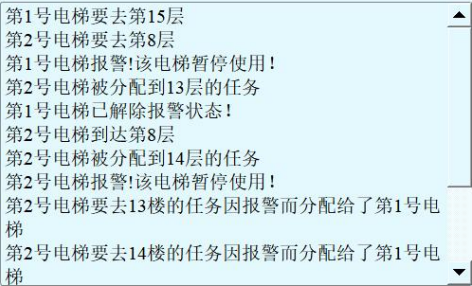 第1号电梯要去第15层
第2号电梯要去第8层
第1号电梯报警!该电梯暂停使用！
第2号电梯被分配到13层的任务
第1号电梯已解除报警状态！
第2号电梯到达第8层
第2号电梯被分配到14层的任务
第2号电梯报警!该电梯暂停使用！
第2号电梯要去13楼的任务因报警而分配给了第1号电
梯
第2号电梯要去14楼的任务因报警而分配给了第1号电
梯